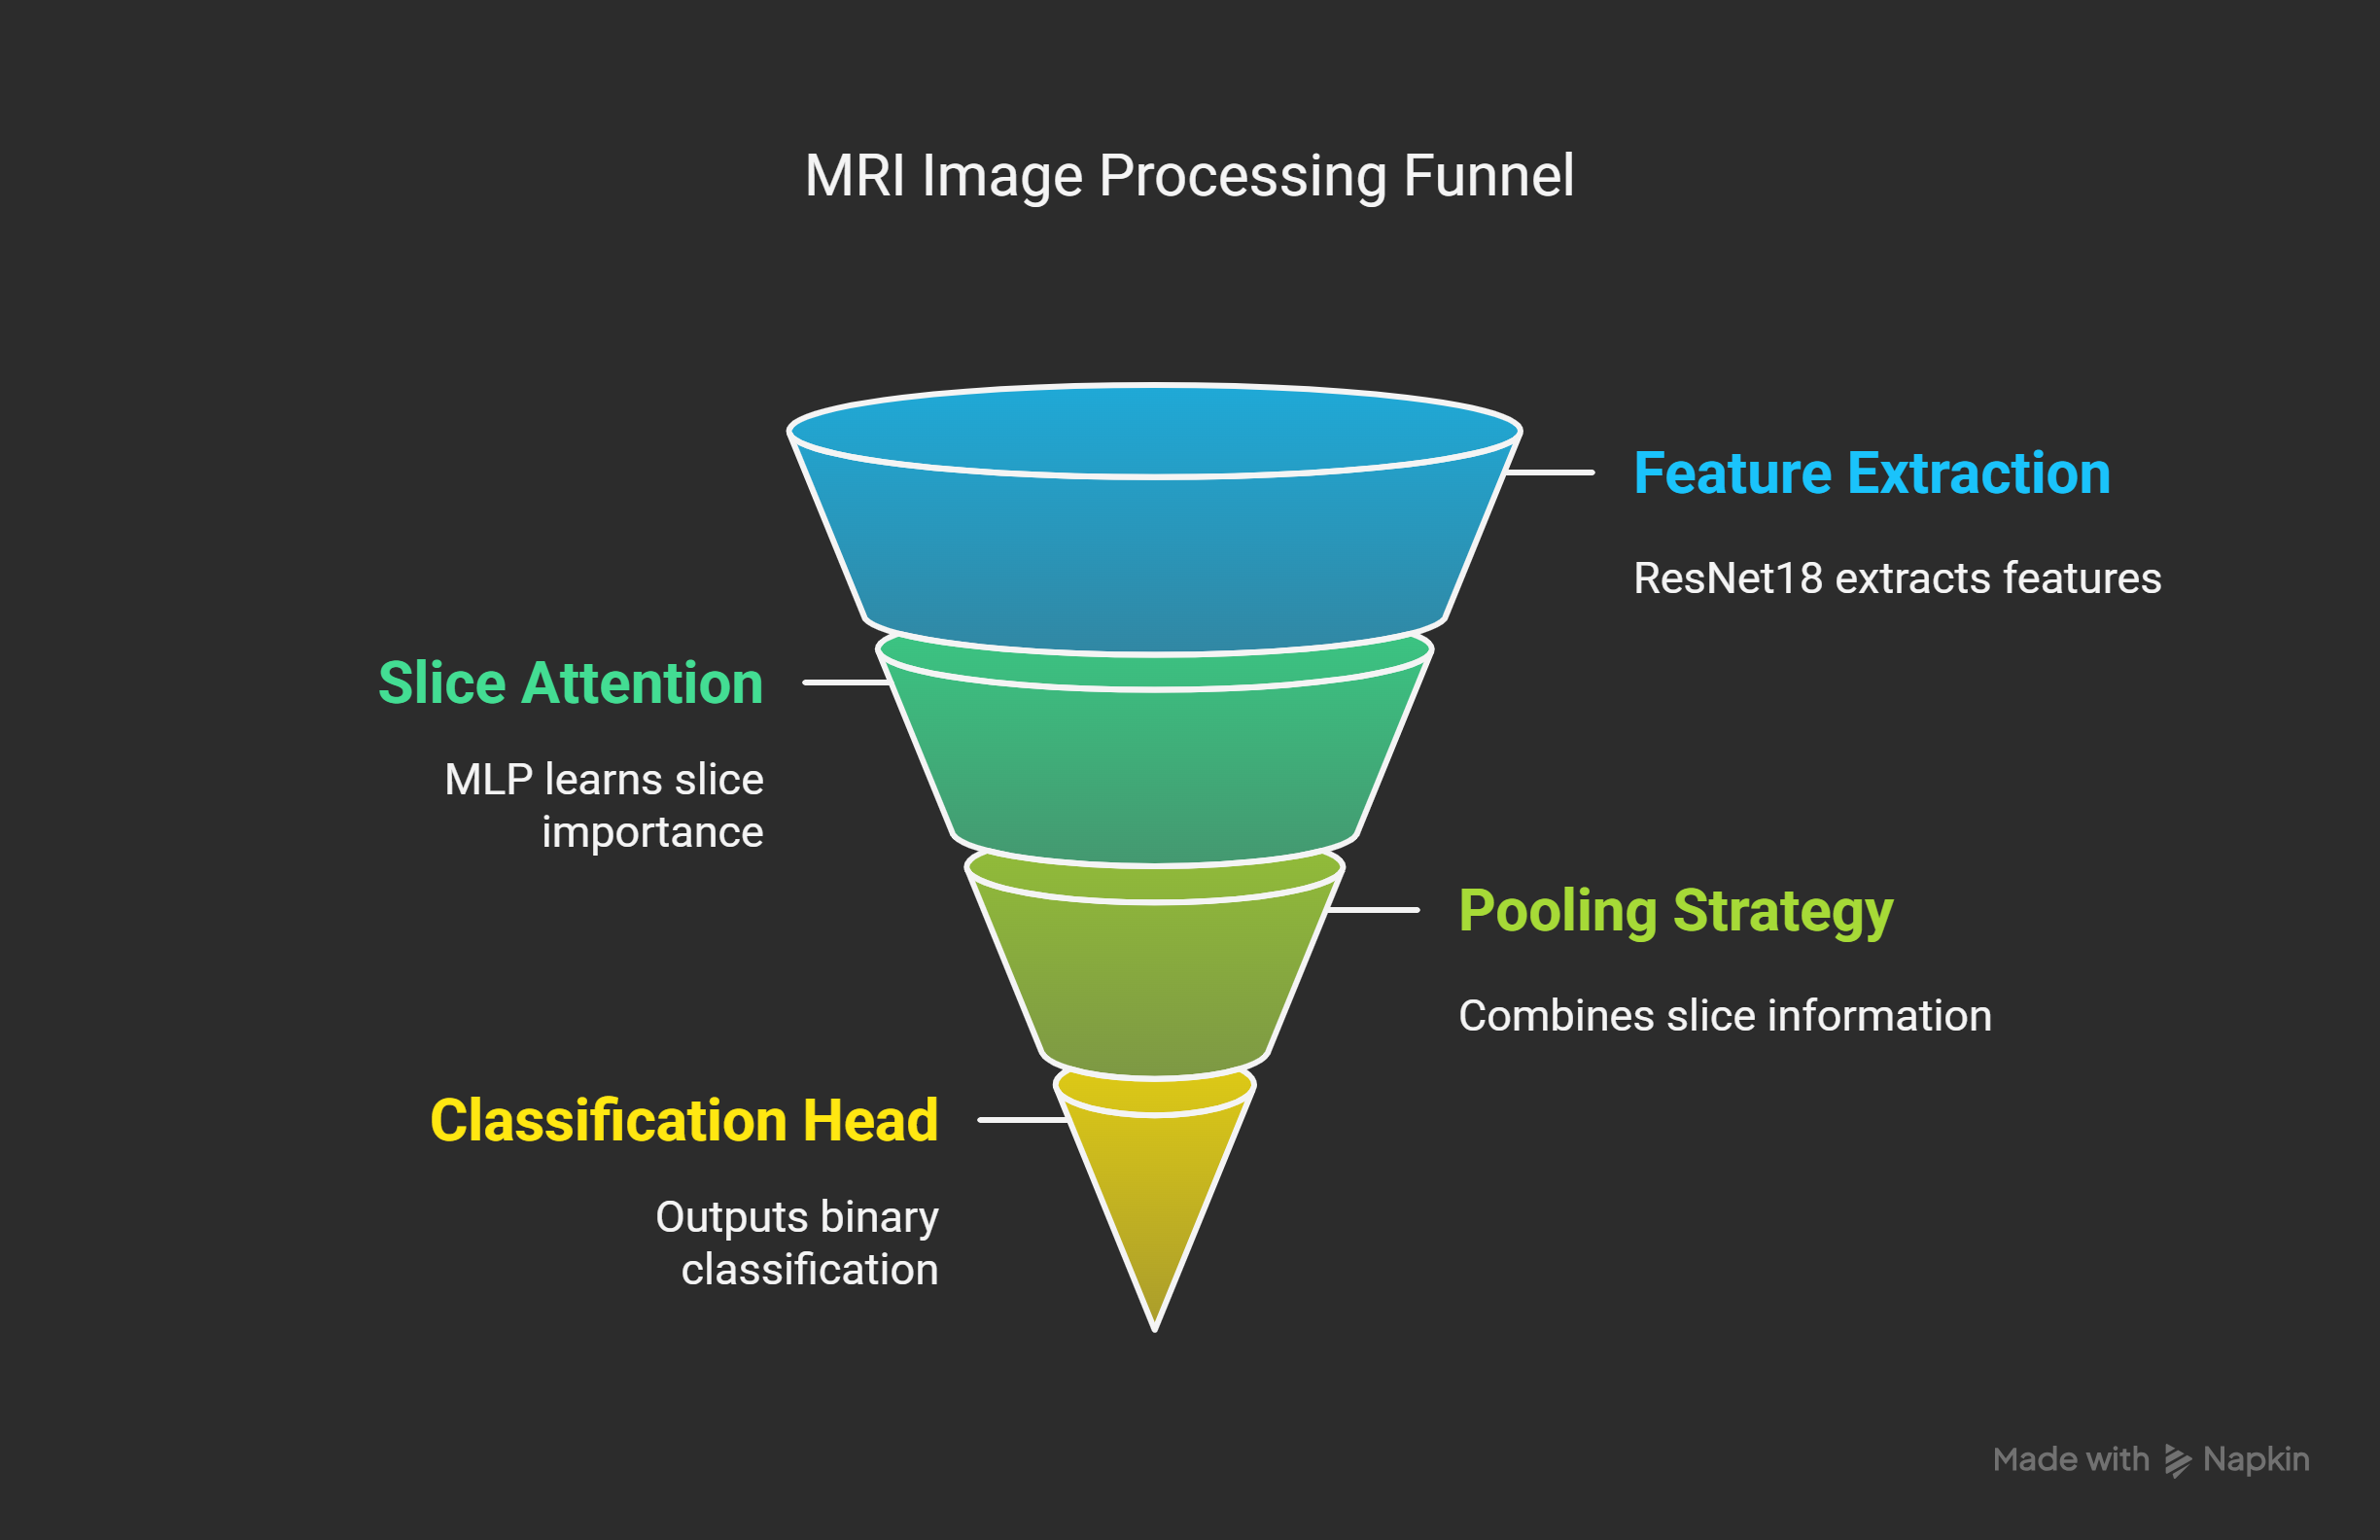 MRI Image Processing Funnel
Feature Extraction
ResNet18 extracts features
Slice Attention
MLP learns slice
importance
Pooling Strategy
Combines slice information
Classification Head
Outputs binary
classification
Made with Napkin